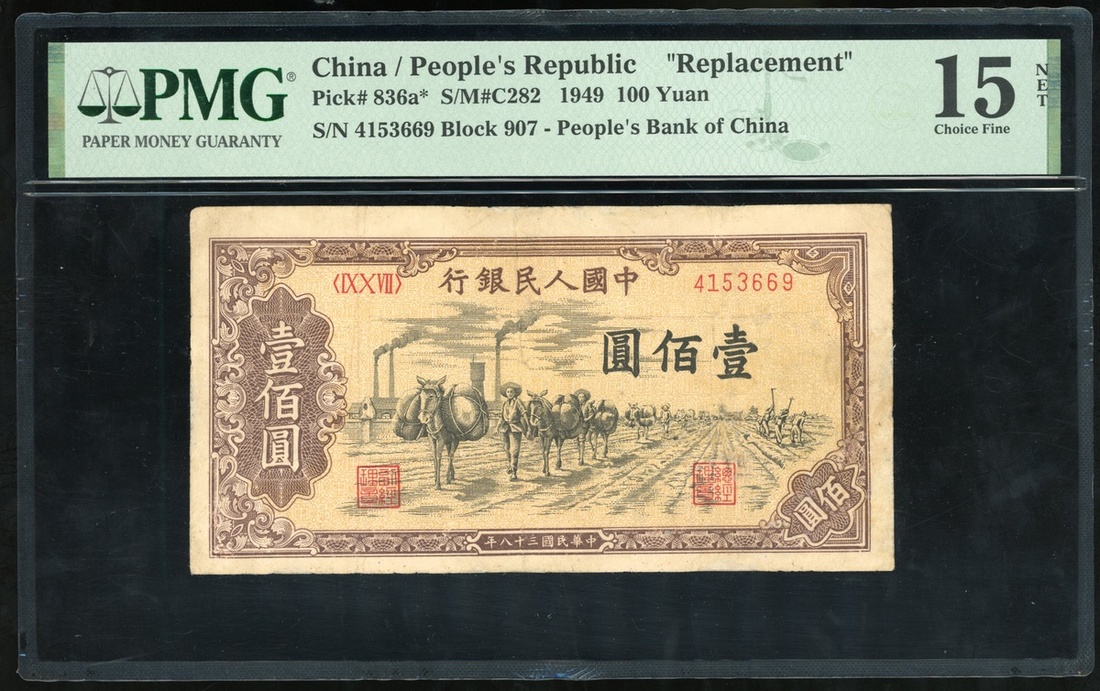 PMG®
PAPER MONEY GUARANTY
China / People's Republic "Replacement"
Pick# 836a* S/M#C282 1949 100 Yuan
S/N 4153669 Block 907 - People's Bank of China
15
NET
Choice Fine
〈IXXVII〉
行銀民人國中
4153669
圓佰壹
壹佰圓
佰圓
年八十三國民華中